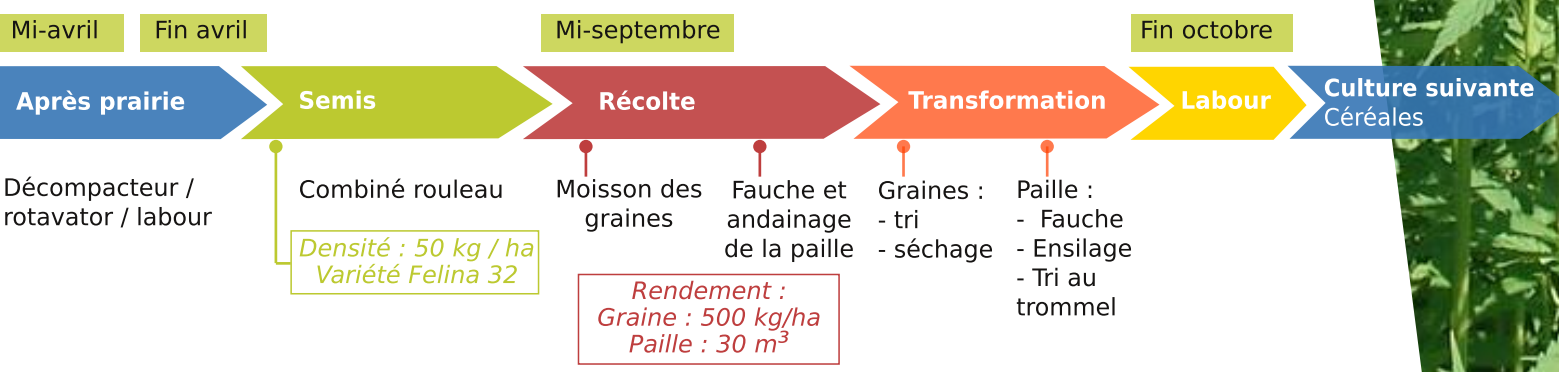 Mi-avril
Fin avril
Mi-septembre
Fin octobre
Après prairie
Semis
Récolte
Transformation
Labour
Culture suivante
Céréales
Décompacteur /
rotavator / labour
Combiné rouleau
Densité : 50 kg / ha
Variété Felina 32
Moisson des
graines
Fauche et
andainage
de la paille
Rendement :
Graine : 500 kg/ha
Paille : 30 m³
Graines :
- tri
- séchage
Paille :
- Fauche
- Ensilage
- Tri au
trommel